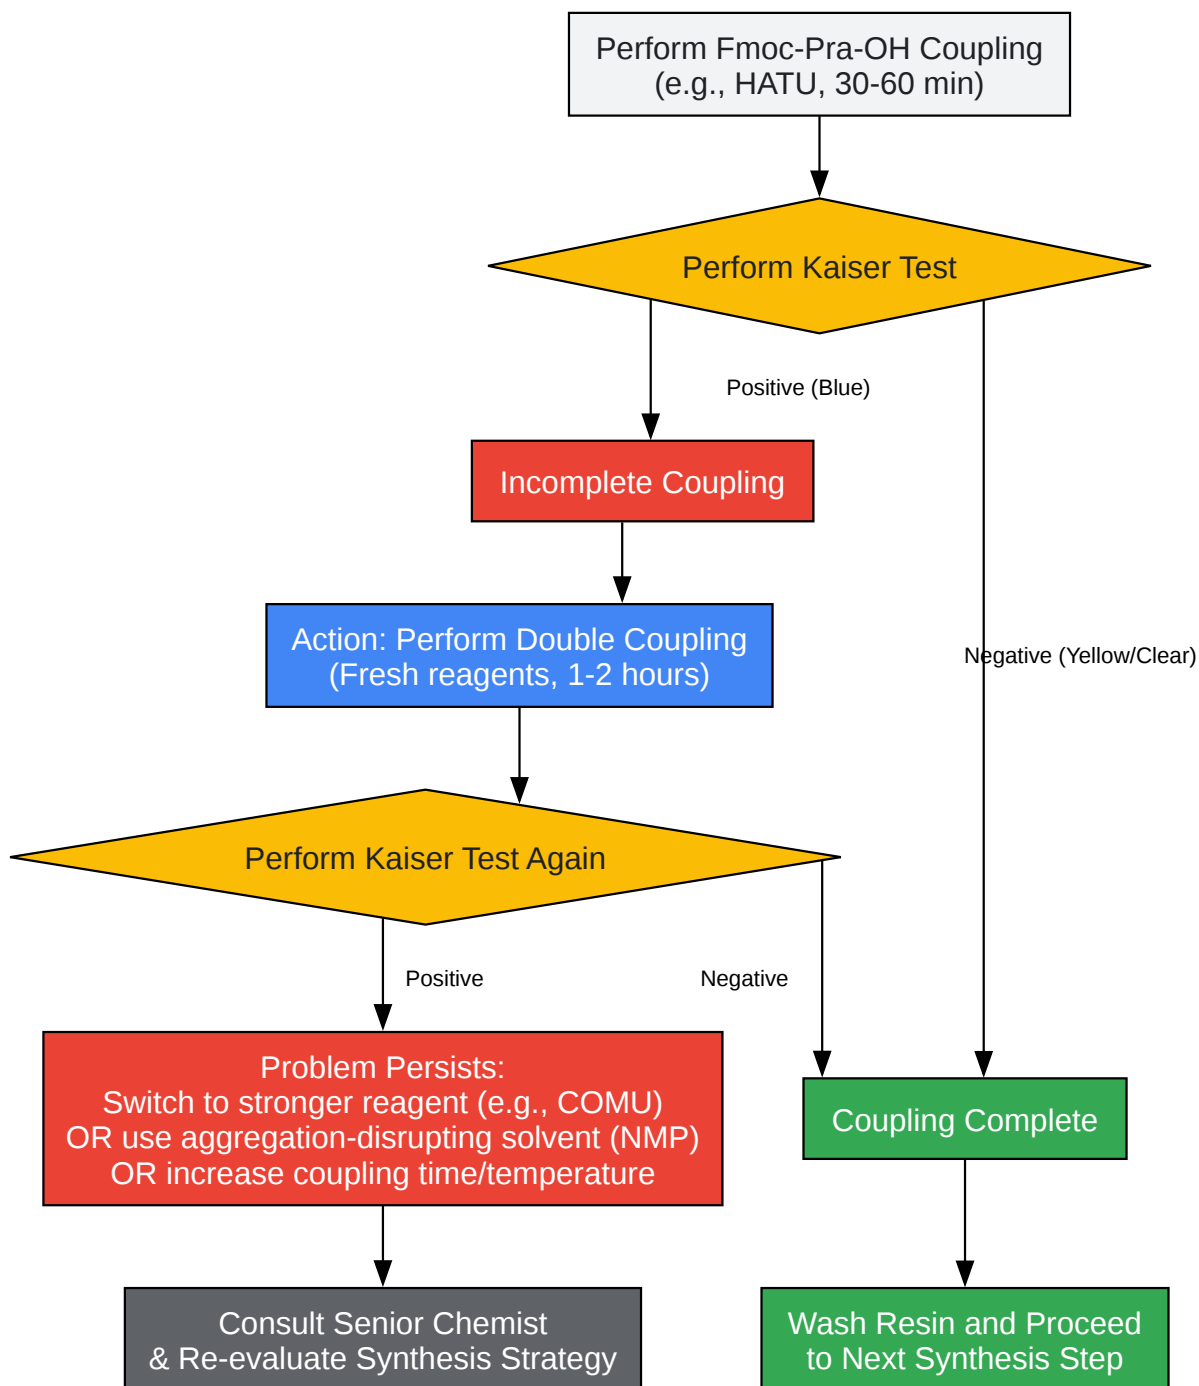 Perform Fmoc-Pra-OH Coupling
(e.g., HATU, 30-60 min)
Perform Kaiser Test
Positive (Blue)
Incomplete Coupling
Action: Perform Double Coupling
(Fresh reagents, 1-2 hours)
Negative (Yellow/Clear)
Perform Kaiser Test Again
Positive
Negative
Problem Persists:
Switch to stronger reagent (e.g., COMU)
OR use aggregation-disrupting solvent (NMP)
OR increase coupling time/temperature
Coupling Complete
Consult Senior Chemist
& Re-evaluate Synthesis Strategy
Wash Resin and Proceed
to Next Synthesis Step